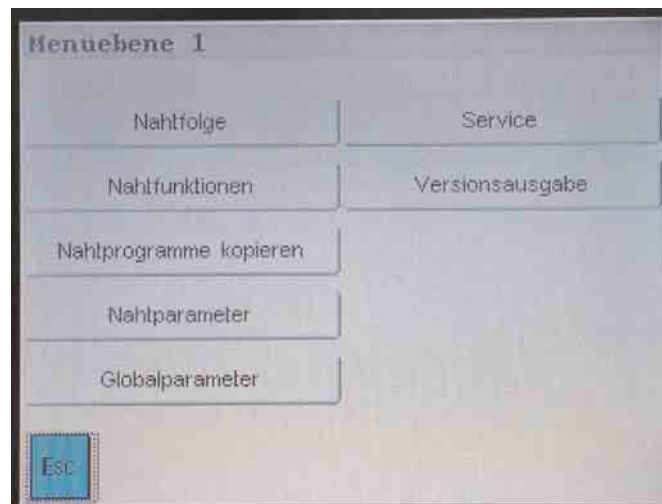 Menuebene 1
Nahtfolge
Service
Nahtfunktionen
Versionsausgabe
Nahtprogramme kopieren
Nahtparameter
Globalparameter
Esc